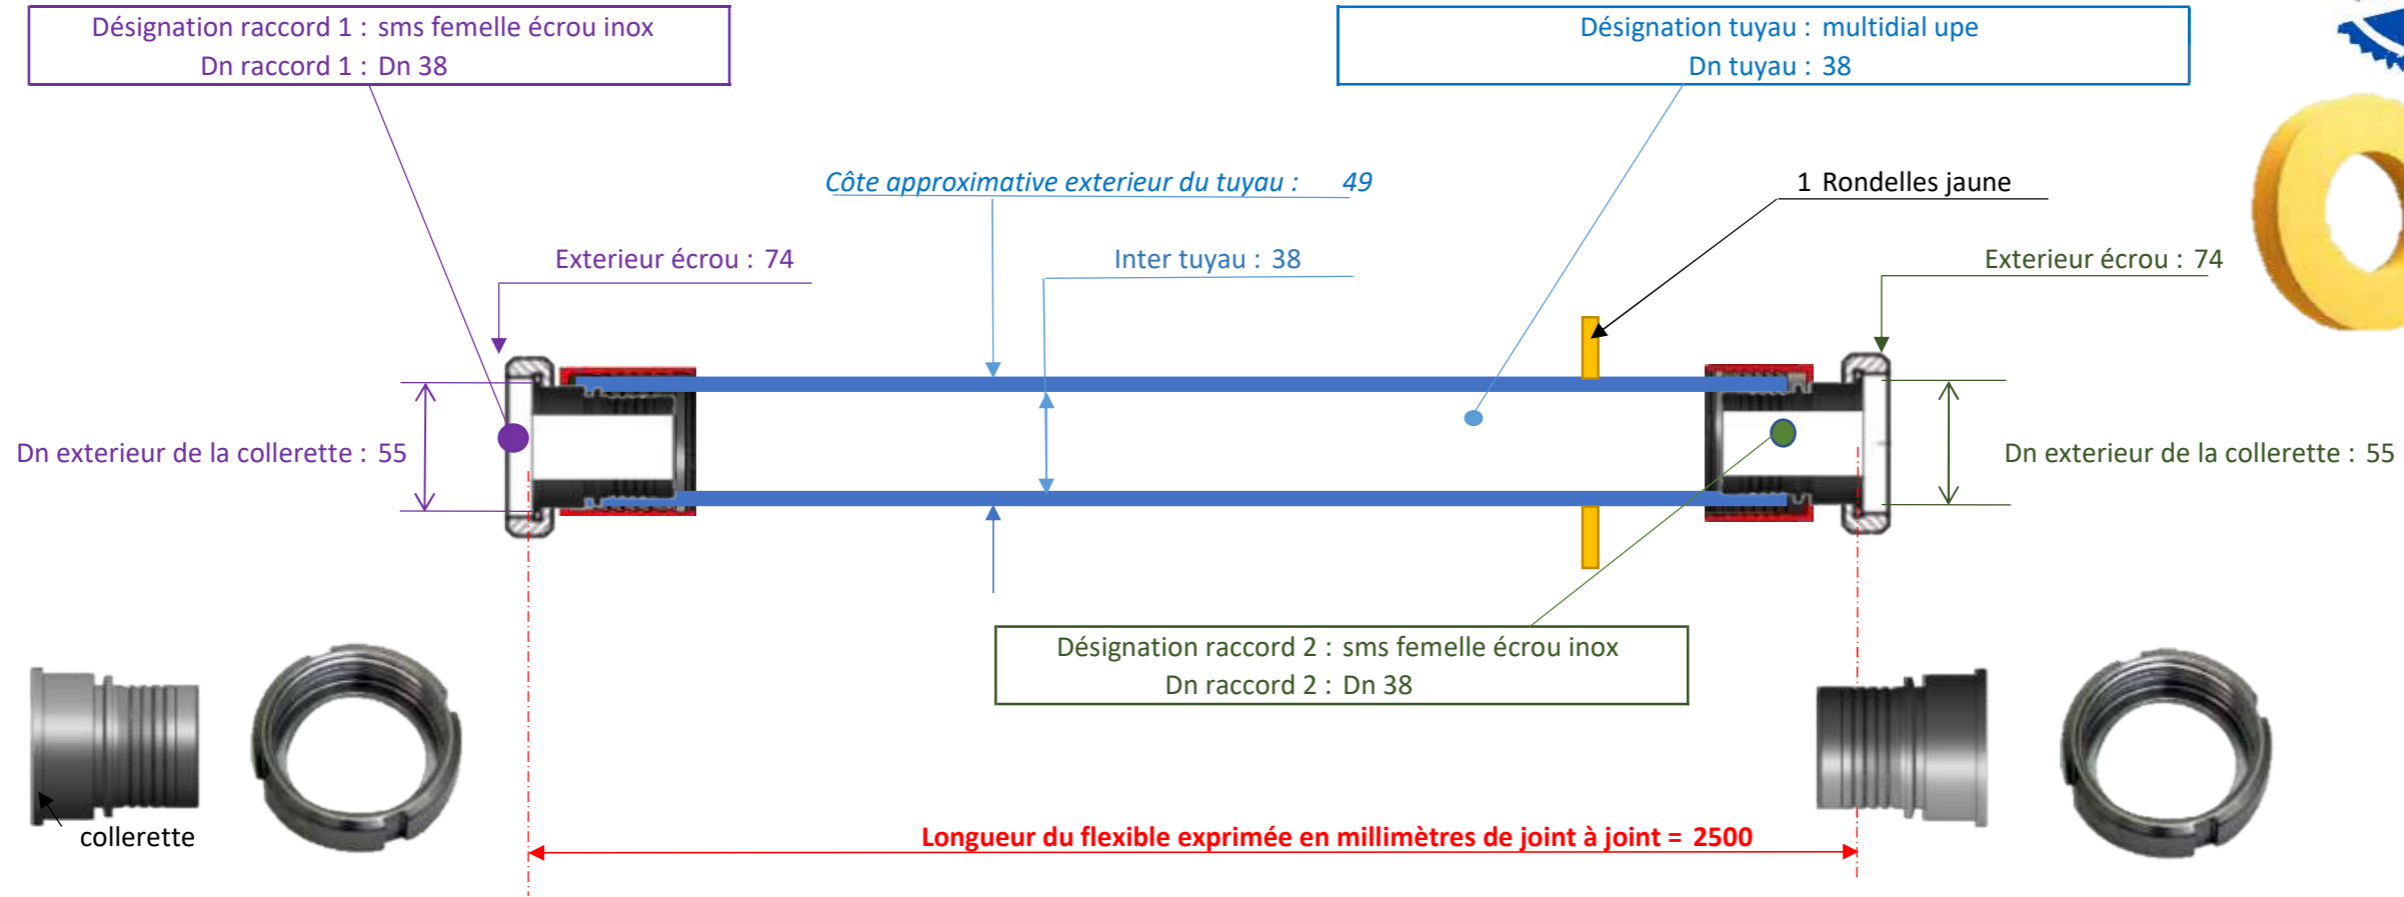 Désignation raccord 1 : sms femelle écrou inox
Dn raccord 1 : Dn 38
Désignation tuyau : multidial upe
Dn tuyau : 38
Côte approximative exterieur du tuyau : 49
1 Rondelles jaune
Exterieur écrou : 74
Inter tuyau : 38
Exterieur écrou : 74
Dn exterieur de la collerette : 55
Dn exterieur de la collerette : 55
Désignation raccord 2 : sms femelle écrou inox
Dn raccord 2 : Dn 38
collerette
Longueur du flexible exprimée en millimètres de joint à joint = 2500